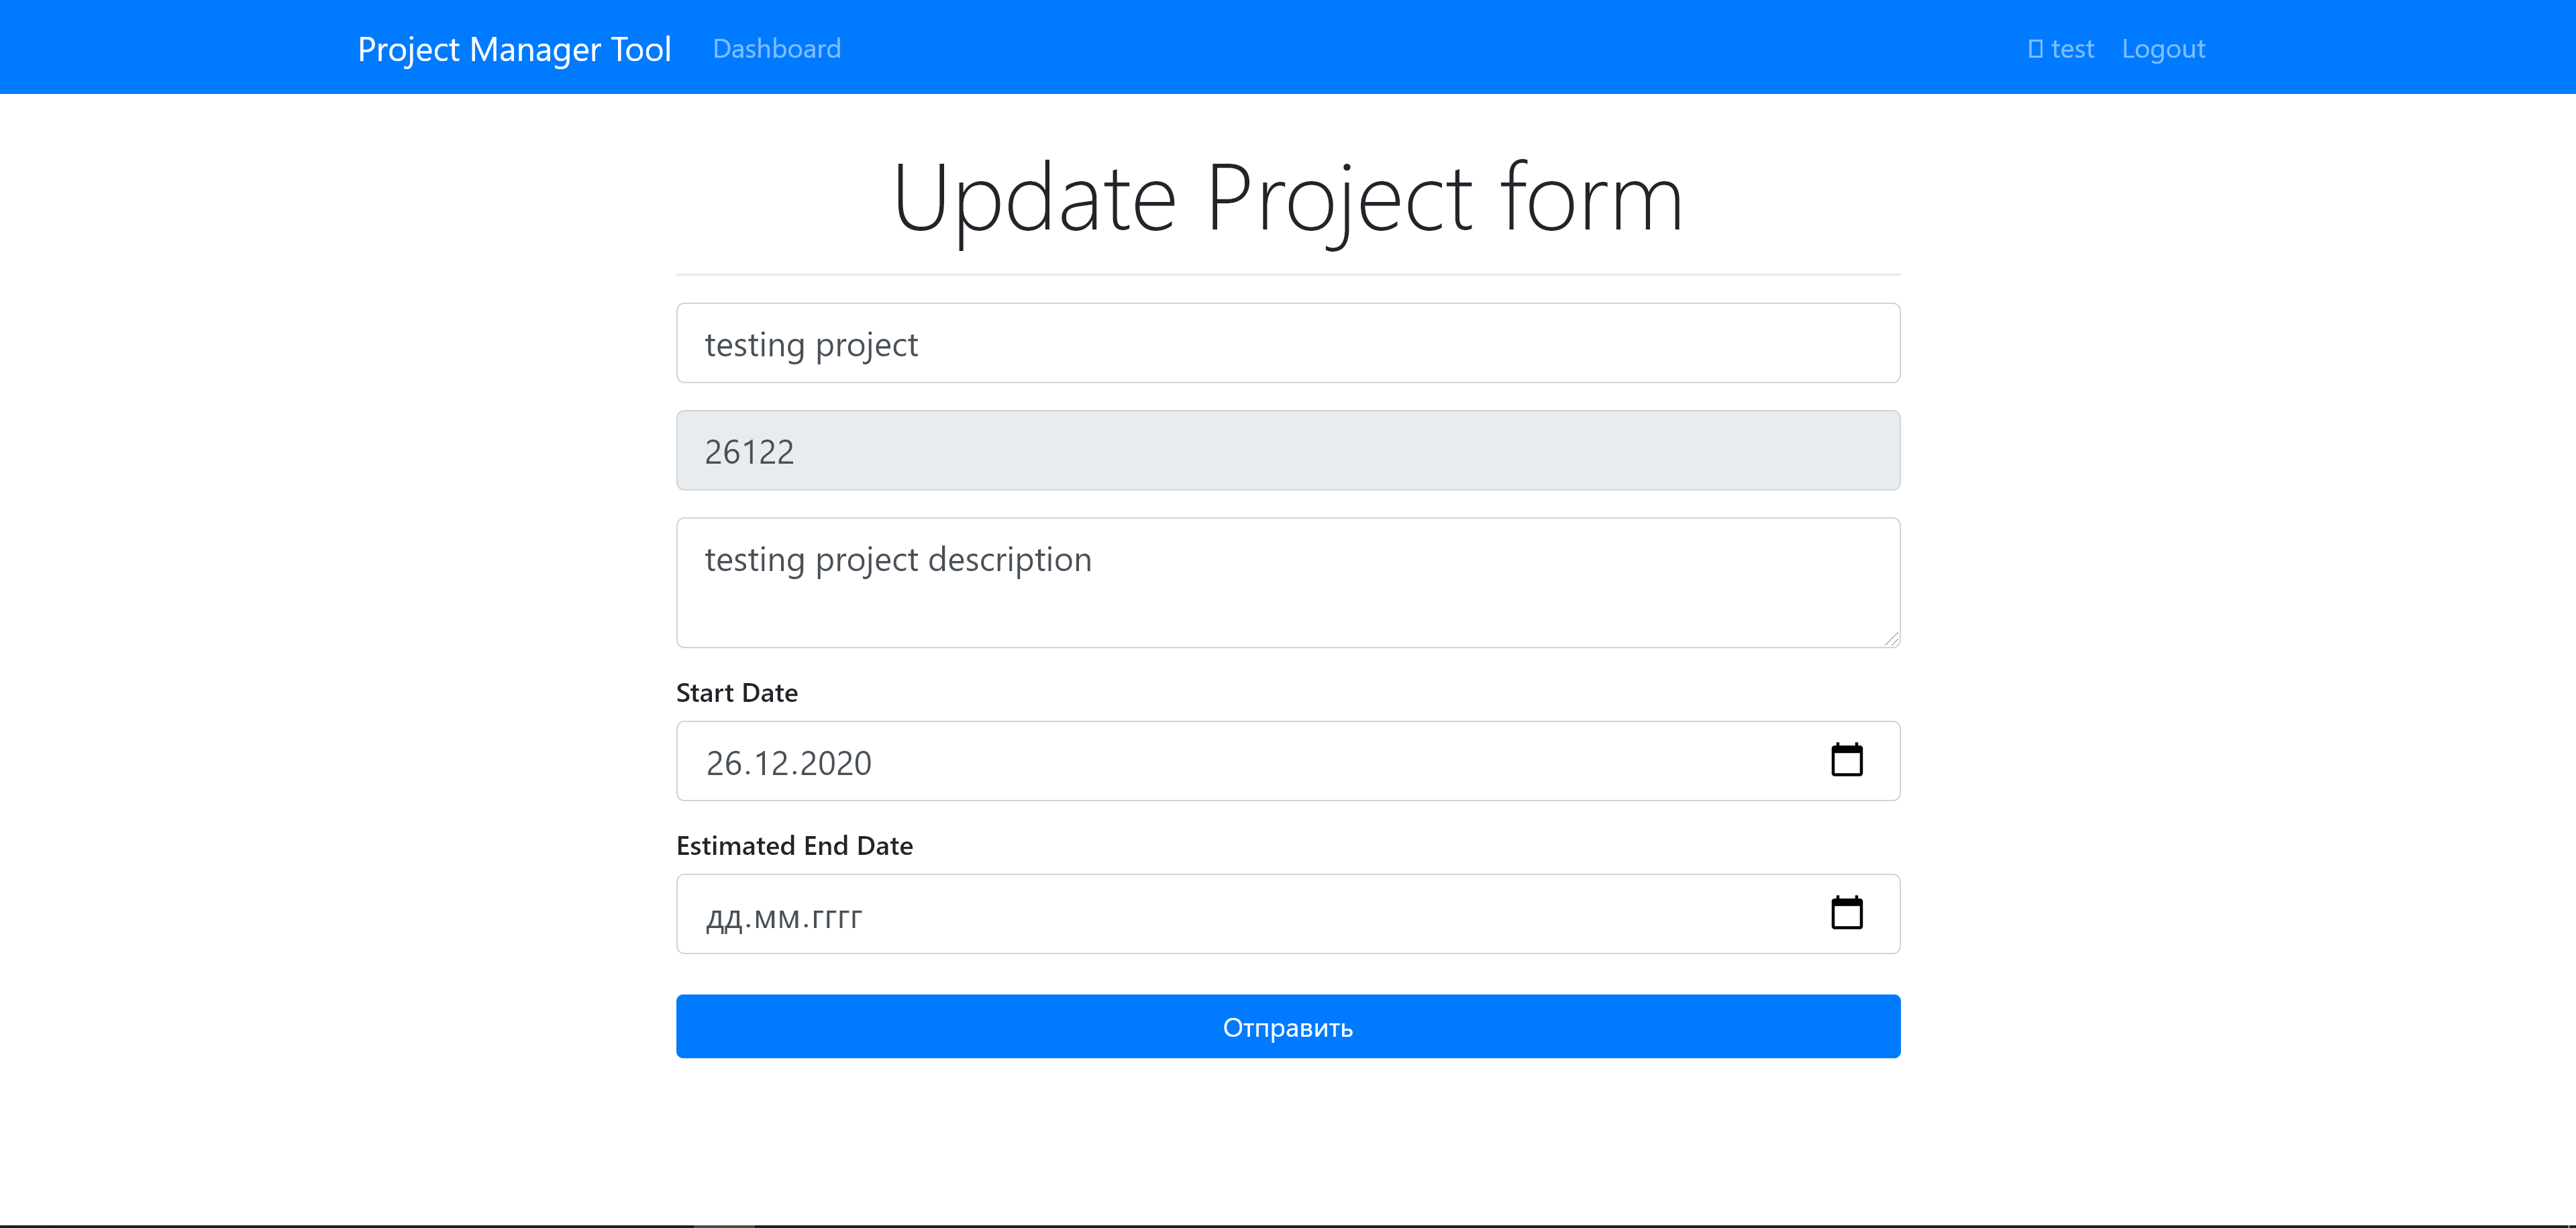 Project Manager Tool Dashboard test Logout
Update Project form
testing project
26122
testing project description
Start Date
26.12.2020
Estimated End Date
дд.мм.гггг
Отправить